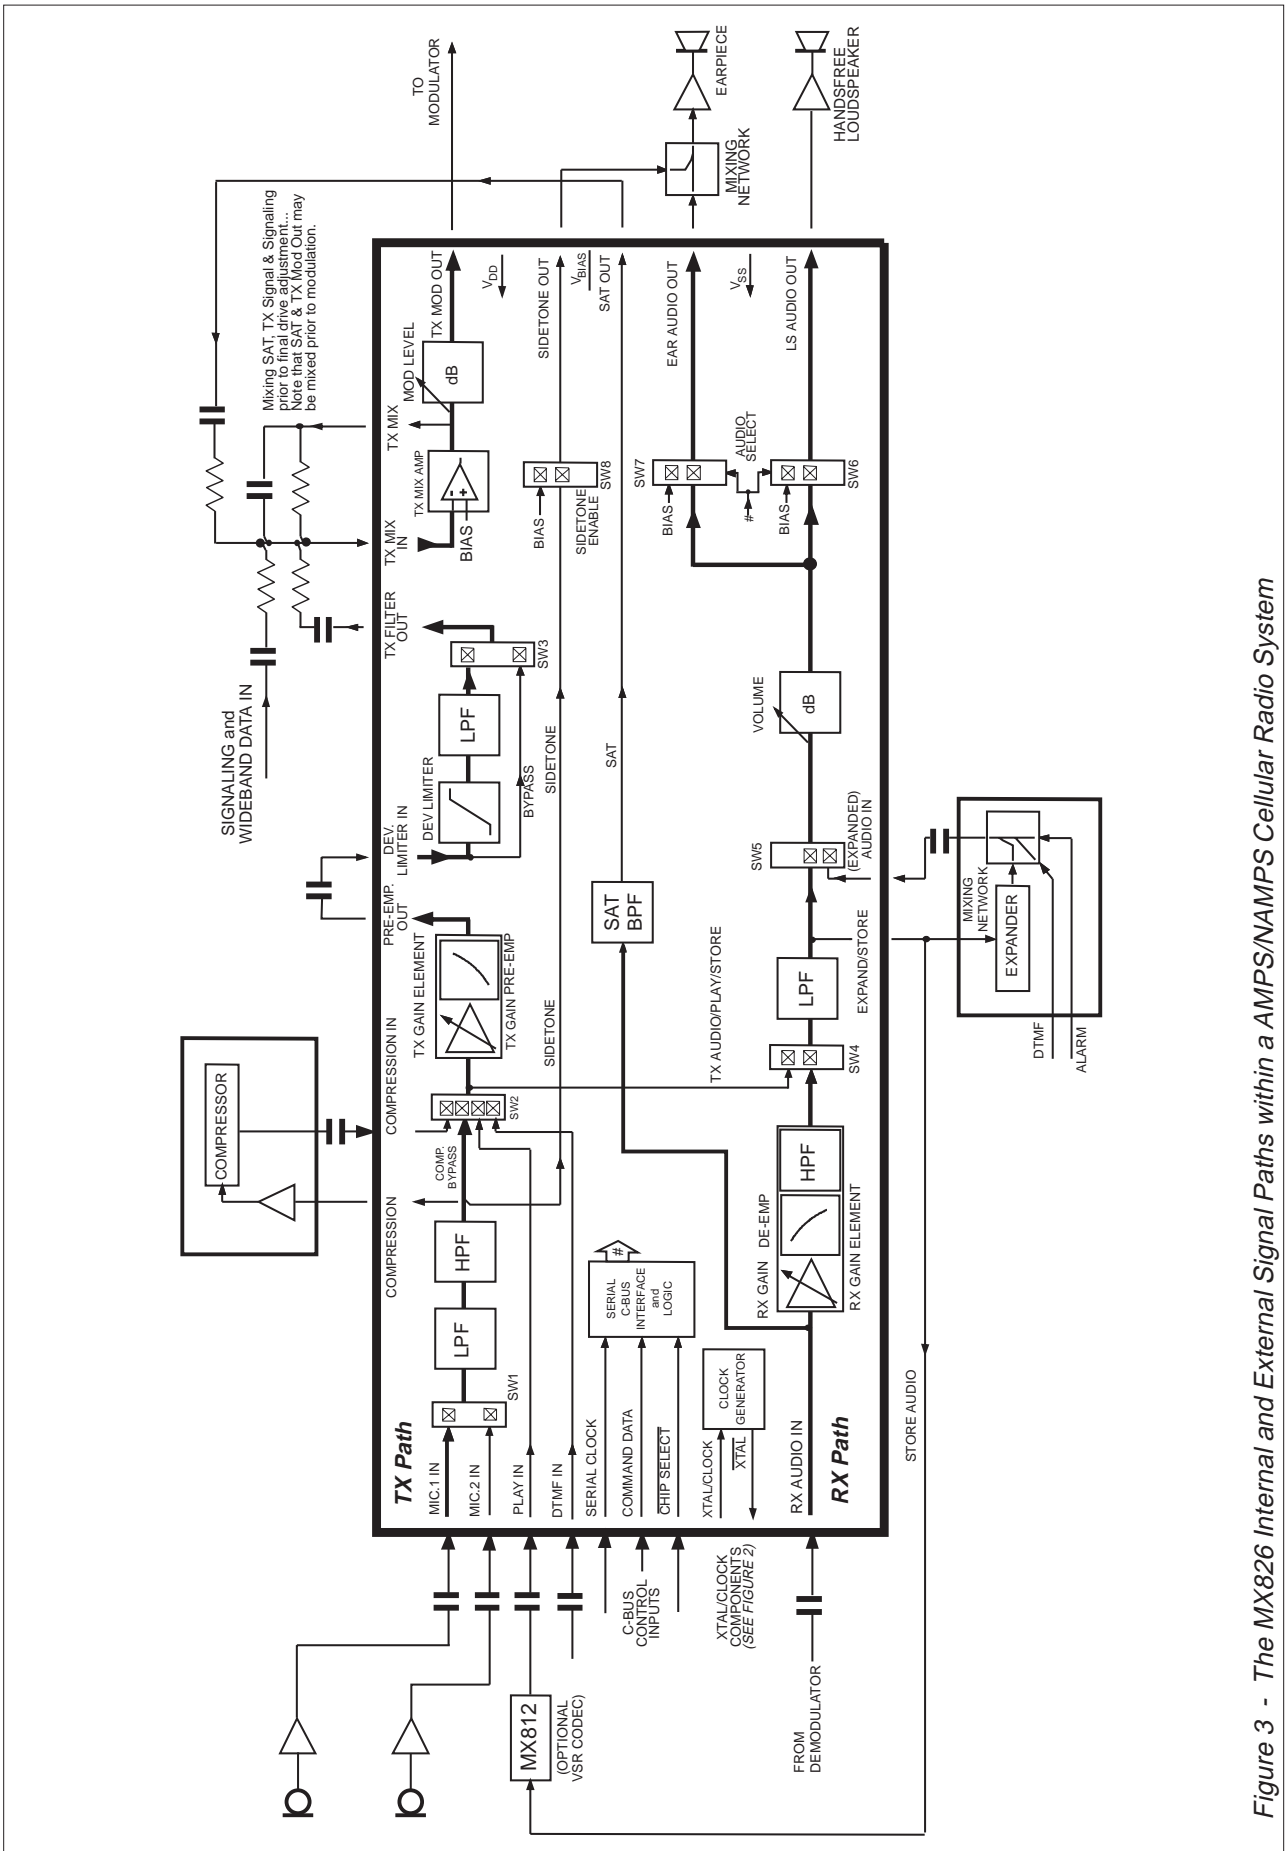 TO
MODULATOR
EARPIECE
HANDSFREE
LOUDSPEAKER
MIXING
NETWORK
Mixing SAT, TX Signal & Signaling
prior to final drive adjustment...
Note that SAT & TX Mod Out may
be mixed prior to modulation.
TX MOD OUT
VDD
SIDETONE OUT
VBIAS
SAT OUT
EAR AUDIO OUT
VSS
LS AUDIO OUT
MOD LEVEL
dB
TX MIX
TX MIX AMP
- +
BIAS
TX MIX
IN
SW8
BIAS
SIDETONE
ENABLE
SW7
BIAS
AUDIO
SELECT
#
SW6
BIAS
TX FILTER
OUT
SW3
LPF
DEV LIMITER
BYPASS
DEV.
LIMITER IN
SIGNALING and
WIDEBAND DATA IN
SIDETONE
SAT
VOLUME
dB
PRE-EMP.
OUT
TX GAIN ELEMENT
TX GAIN PRE-EMP
SAT
BPF
SW5
(EXPANDED)
AUDIO IN
MIXING
NETWORK
EXPANDER
DTMF
ALARM
EXPAND/STORE
LPF
TX AUDIO/PLAY/STORE
SW4
COMPRESSOR
COMPRESSION IN
COMPRESSION
SW2
COMP.
BYPASS
SIDETONE
HPF
LPF
SW1
#
SERIAL
C-BUS
INTERFACE
and
LOGIC
CLOCK
GENERATOR
HPF
DE-EMP
RX GAIN
RX GAIN ELEMENT
TX Path
MIC.1 IN
MIC.2 IN
PLAY IN
DTMF IN
SERIAL CLOCK
COMMAND DATA
CHIP SELECT
XTAL/CLOCK
XTAL
RX AUDIO IN
RX Path
STORE AUDIO
C-BUS
CONTROL
INPUTS
XTAL/CLOCK
COMPONENTS
(SEE FIGURE 2)
FROM
DEMODULATOR
MX812
(OPTIONAL
VSR CODEC)
Figure 3 - The MX826 Internal and External Signal Paths within a AMPS/NAMPS Cellular Radio System